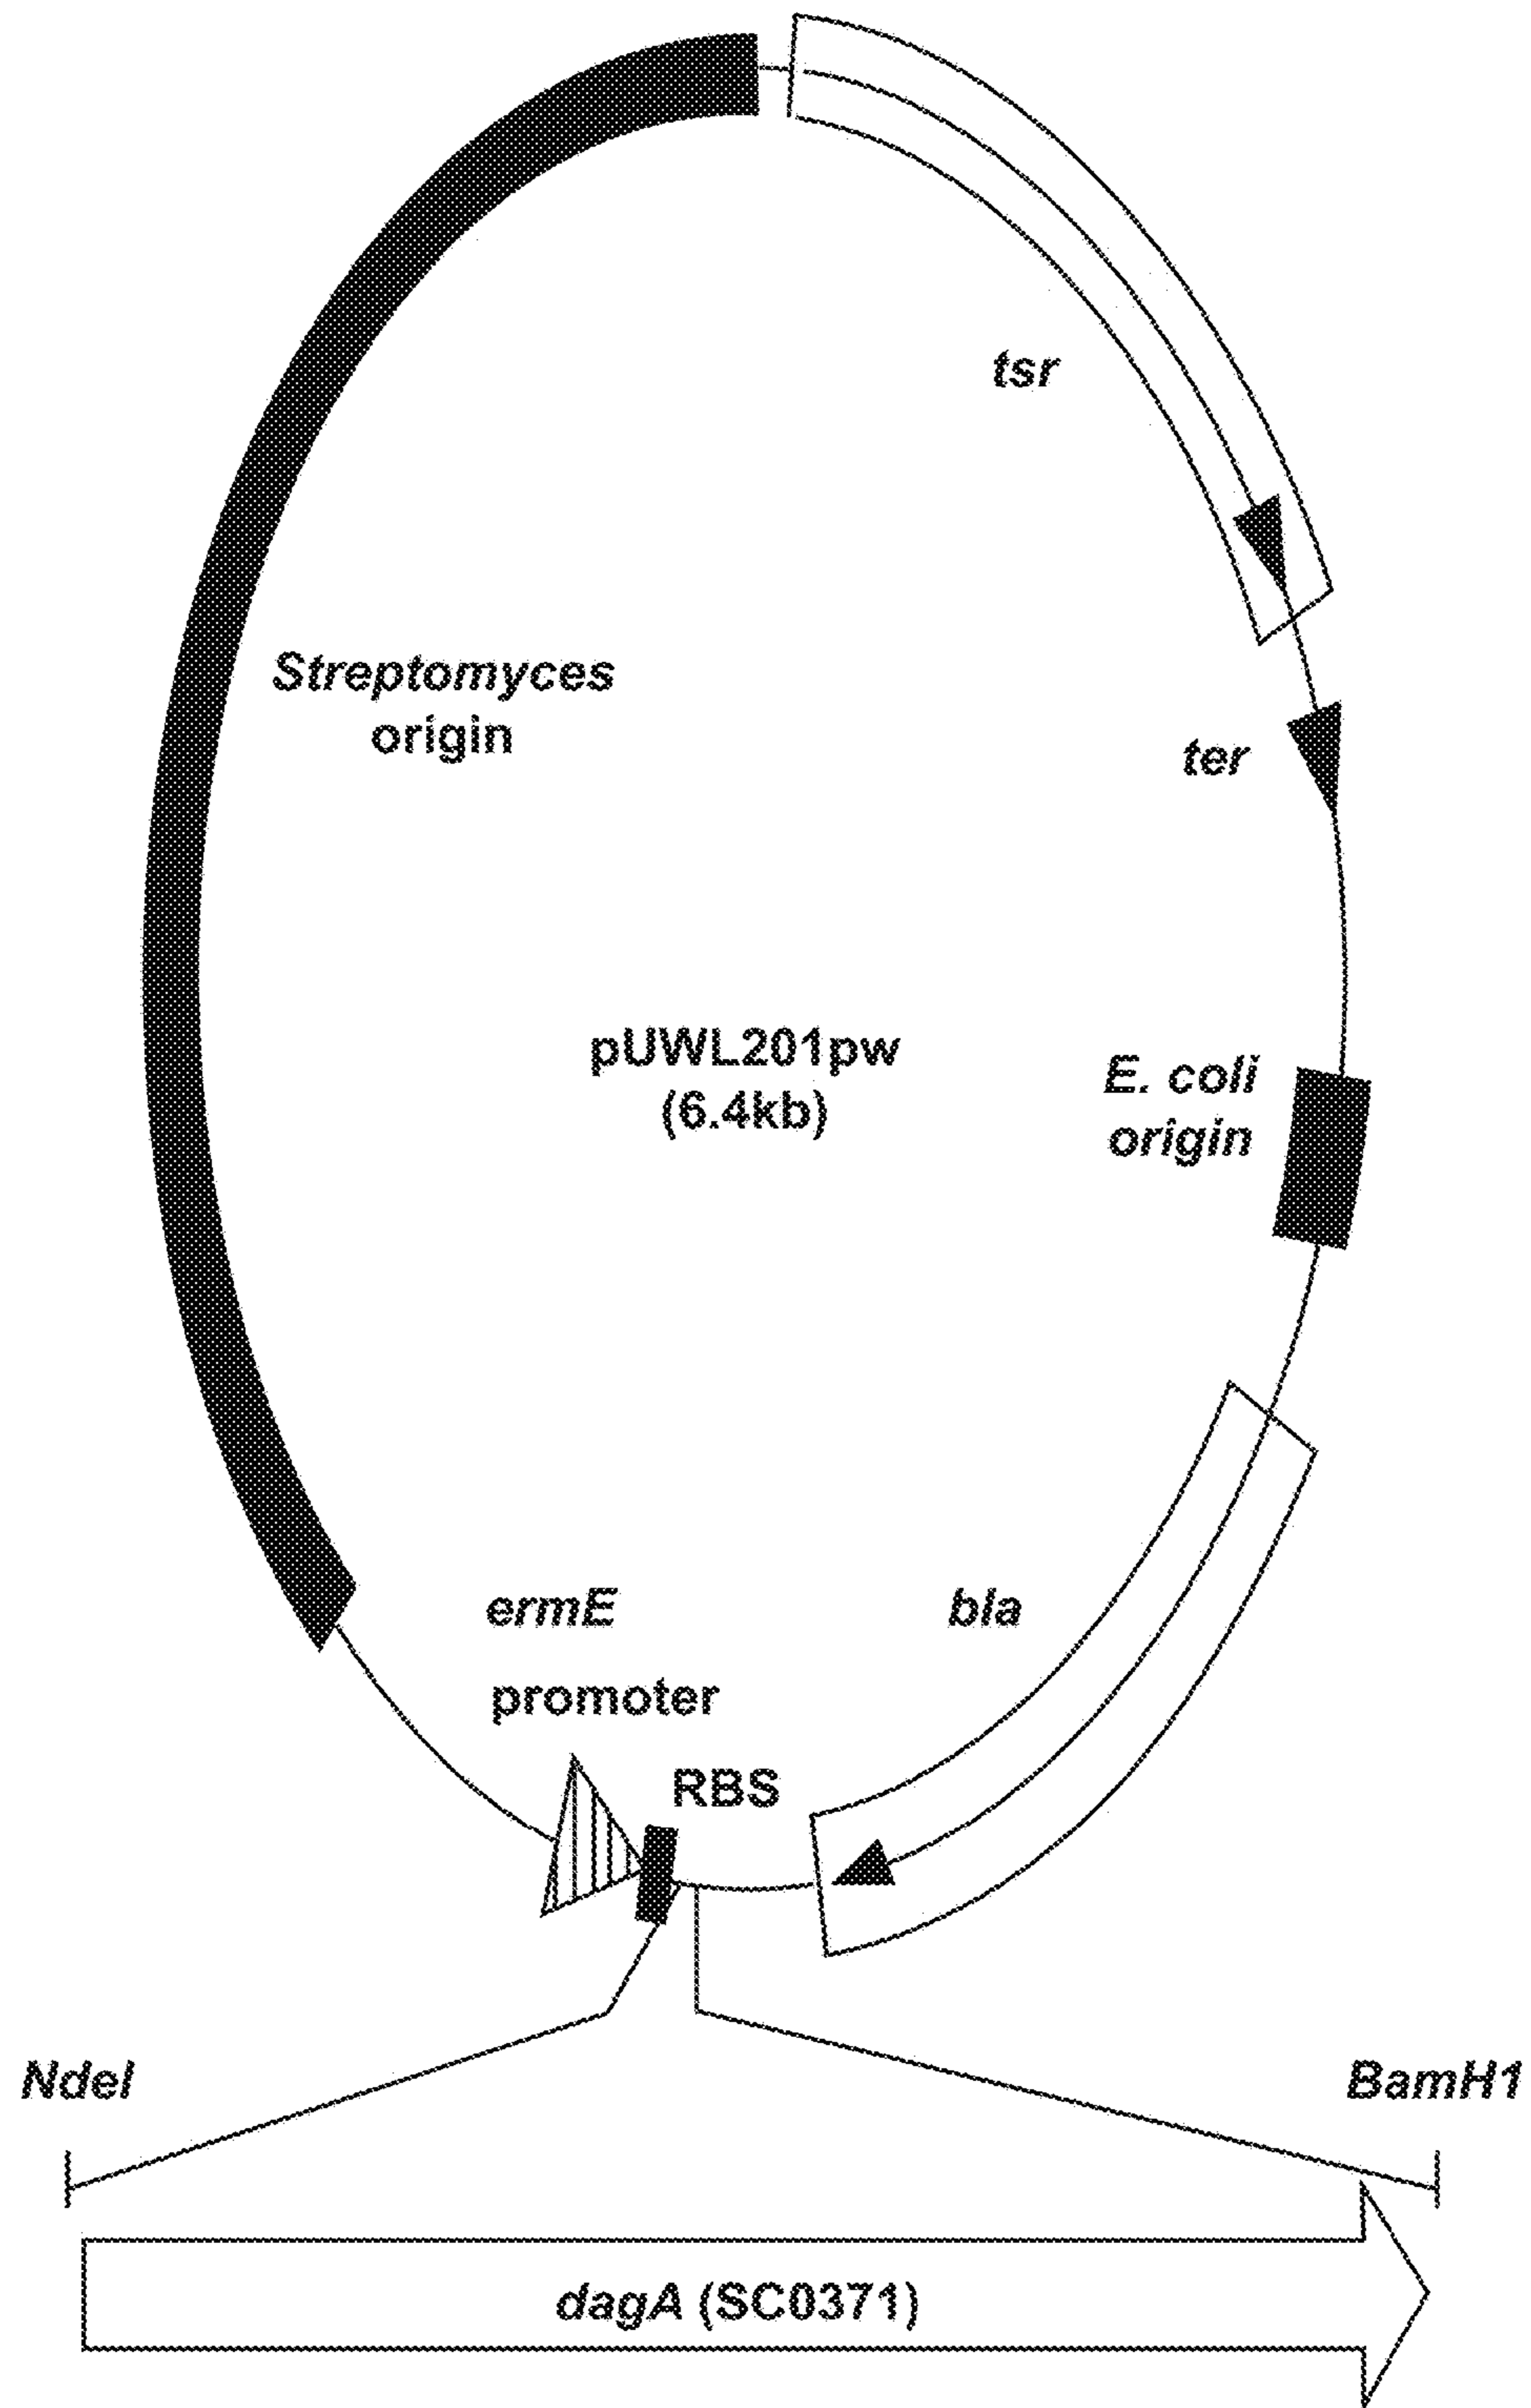 tsr
Streptomyces
origin
ter
pUWL201pw
(6.4kb)
E. coli
origin
ermE
promoter
bla
RBS
NdeI
BamH1
dagA (SC0371)